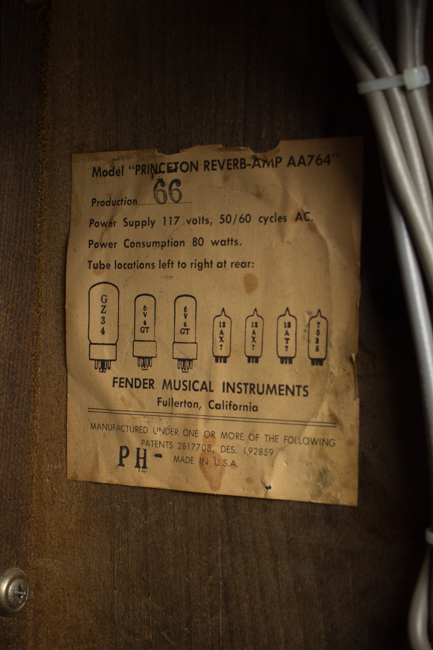 Model "PRINCETON REVERB-AMP AA764"
Production 66
Power Supply 117 volts, 50/60 cycles AC.
Power Consumption 80 watts.
Tube locations left to right at rear:
GZ34 6V6GT 6V6GT 12AX7 12AX7 12AT7 7025
FENDER MUSICAL INSTRUMENTS
Fullerton, California
MANUFACTURED UNDER ONE OR MORE OF THE FOLLOWING
PATENTS 2817708, DES. 192859
PH- MADE IN U.S.A.